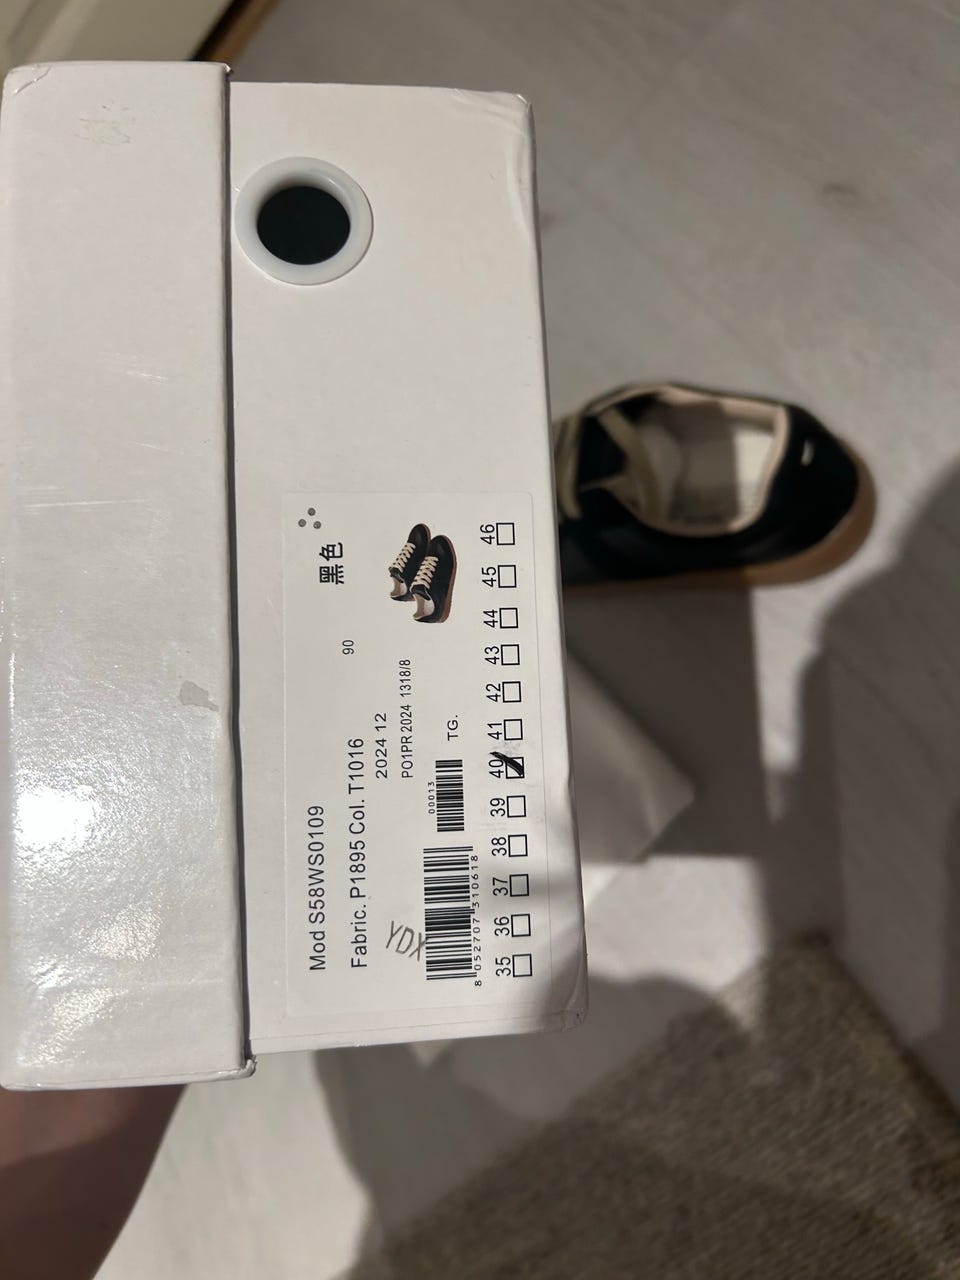 Mod S58WS0109
90
黑色
Fabric. P1895 Col. T1016
2024 12
PO1PR 2024 1318/8
YDX
00013
TG.
8 052707 310618
35 36 37 38 39 40 41 42 43 44 45 46